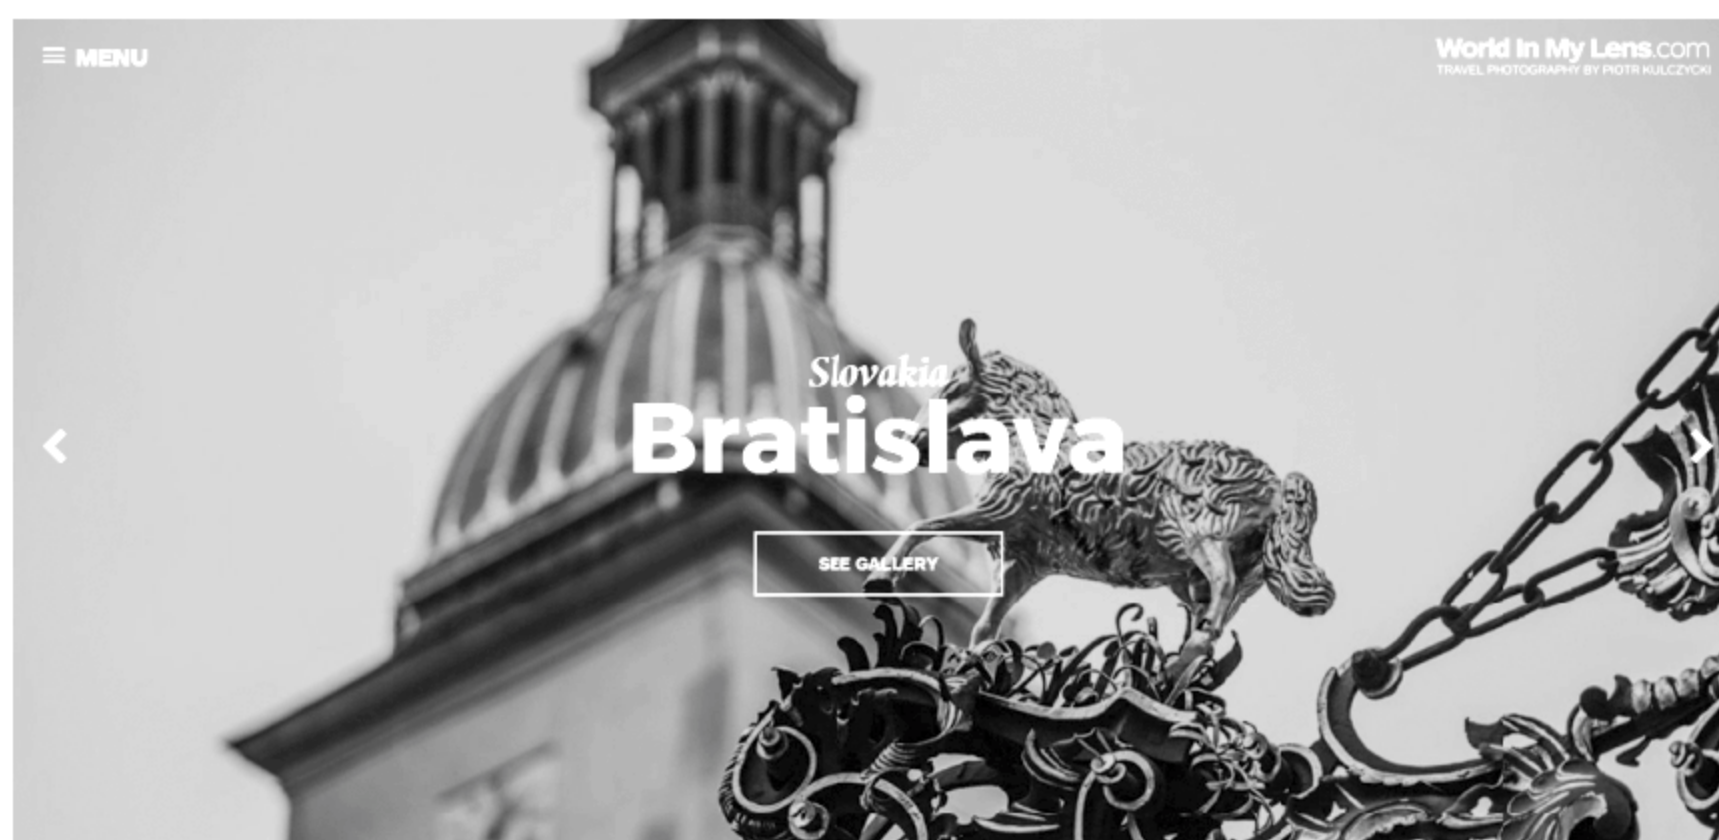 MENU
World In My Lens.com
TRAVEL PHOTOGRAPHY BY PIOTR KULCZYCKI
Slovakia
Bratislava
SEE GALLERY